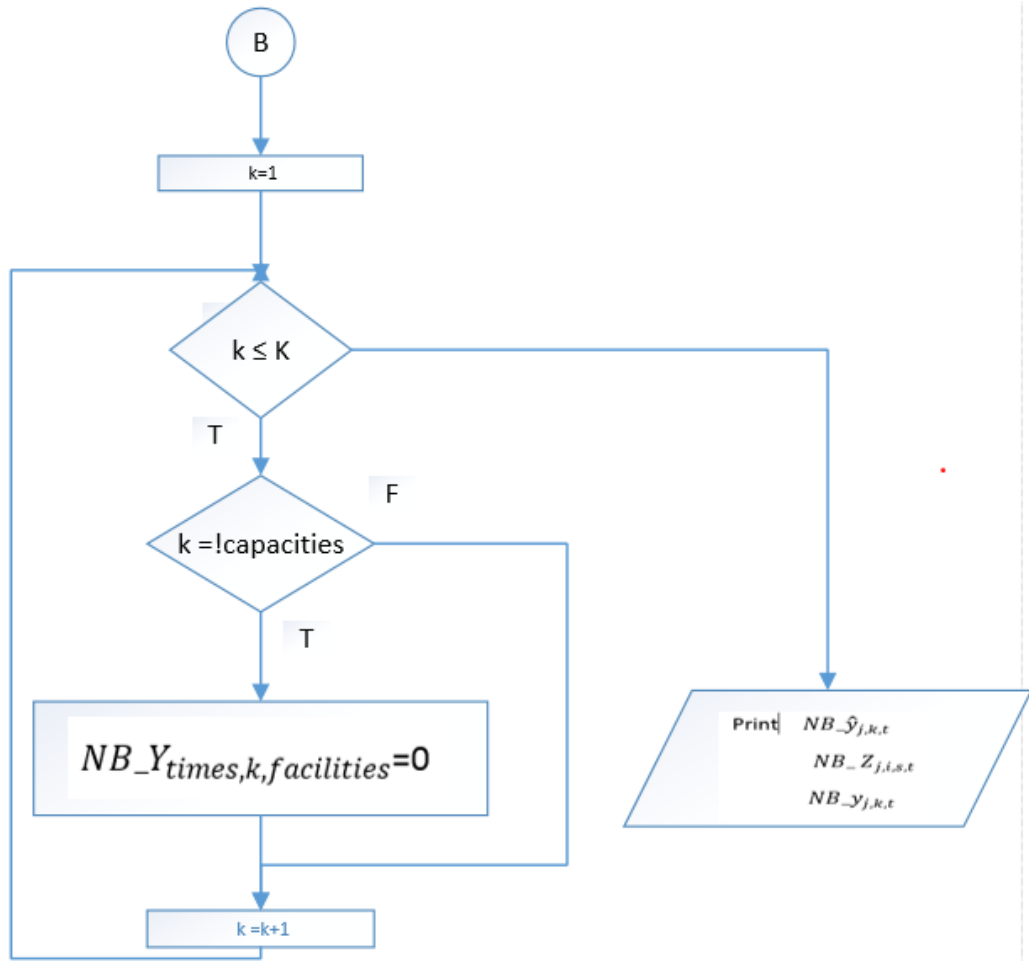 B
k=1
k ≤ K
T
F
k =!capacities
T
NB_Y_{times,k,facilities}=0
Print NB_ŷ_{j,k,t}
NB_ Z_{j,i,s,t}
NB_y_{j,k,t}
k =k+1